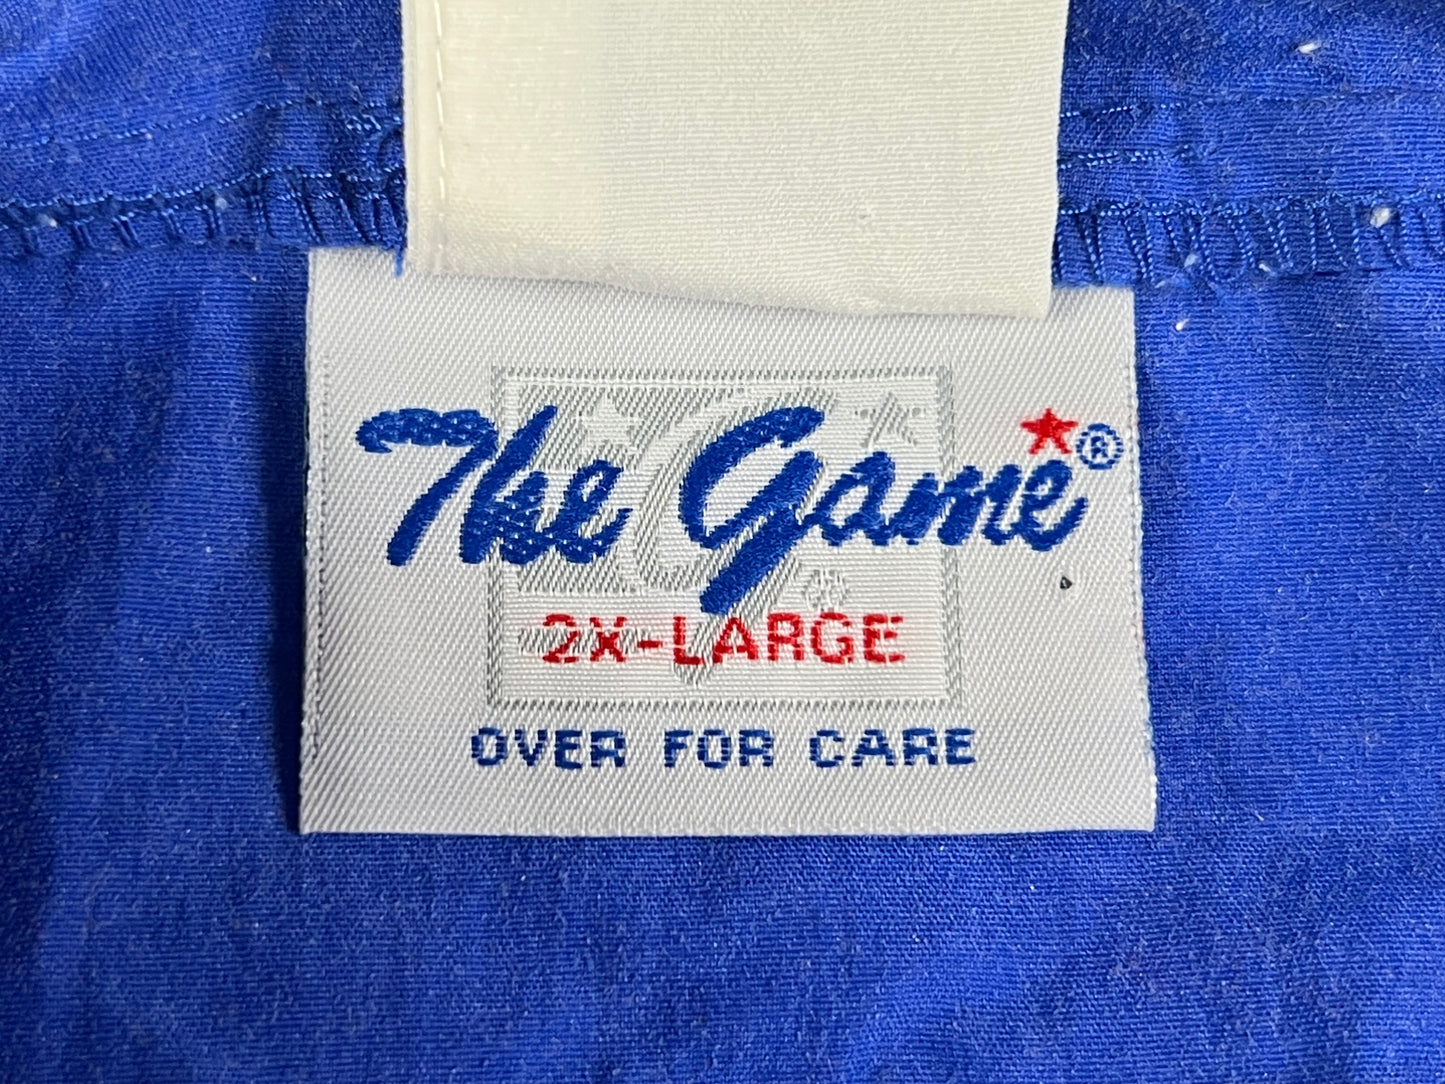 The Game®
2X-LARGE
OVER FOR CARE